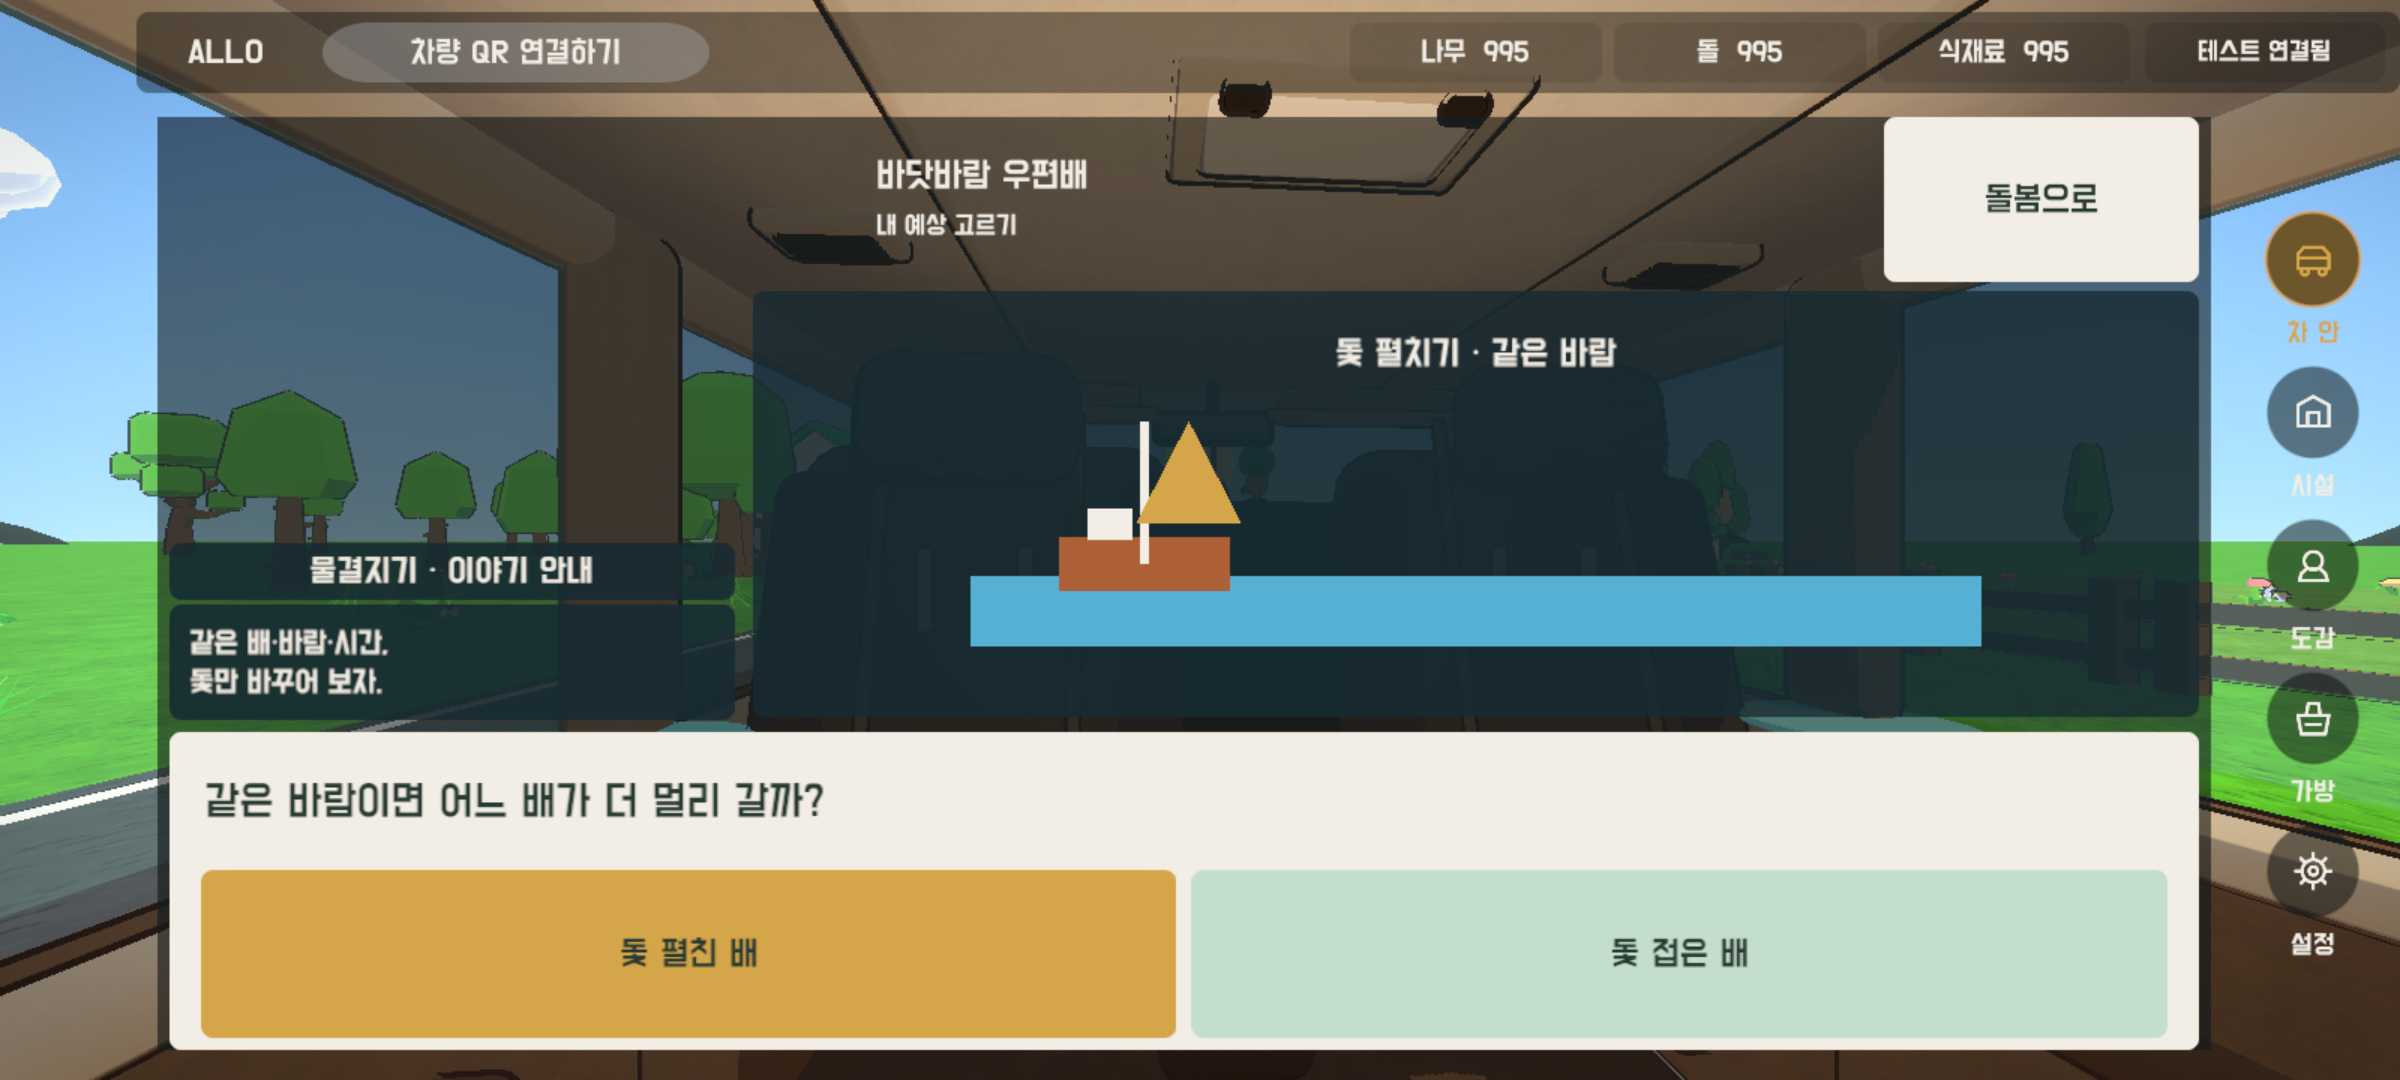 ALLO
차량 QR 연결하기
나무 995
돌 995
식재료 995
테스트 연결됨
바닷바람 우편배
내 예상 고르기
돌봄으로
차 안
돛 펼치기 · 같은 바람
시설
물결지기 · 이야기 안내
같은 배·바람·시간.
돛만 바꾸어 보자.
도감
가방
같은 바람이면 어느 배가 더 멀리 갈까?
돛 펼친 배
돛 접은 배
설정